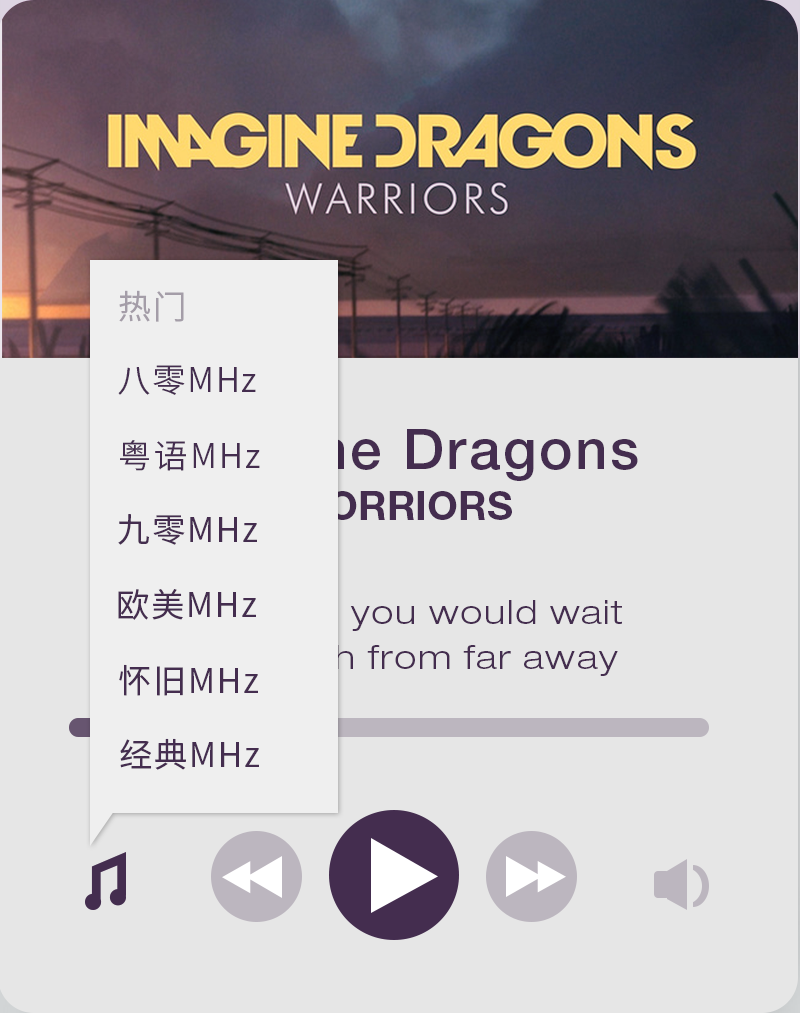 IMAGINE DRAGONS
WARRIORS
热门
八零MHz
粤语MHz
九零MHz
欧美MHz
怀旧MHz
经典MHz
ne Dragons
ORRIORS
you would wait
h from far away